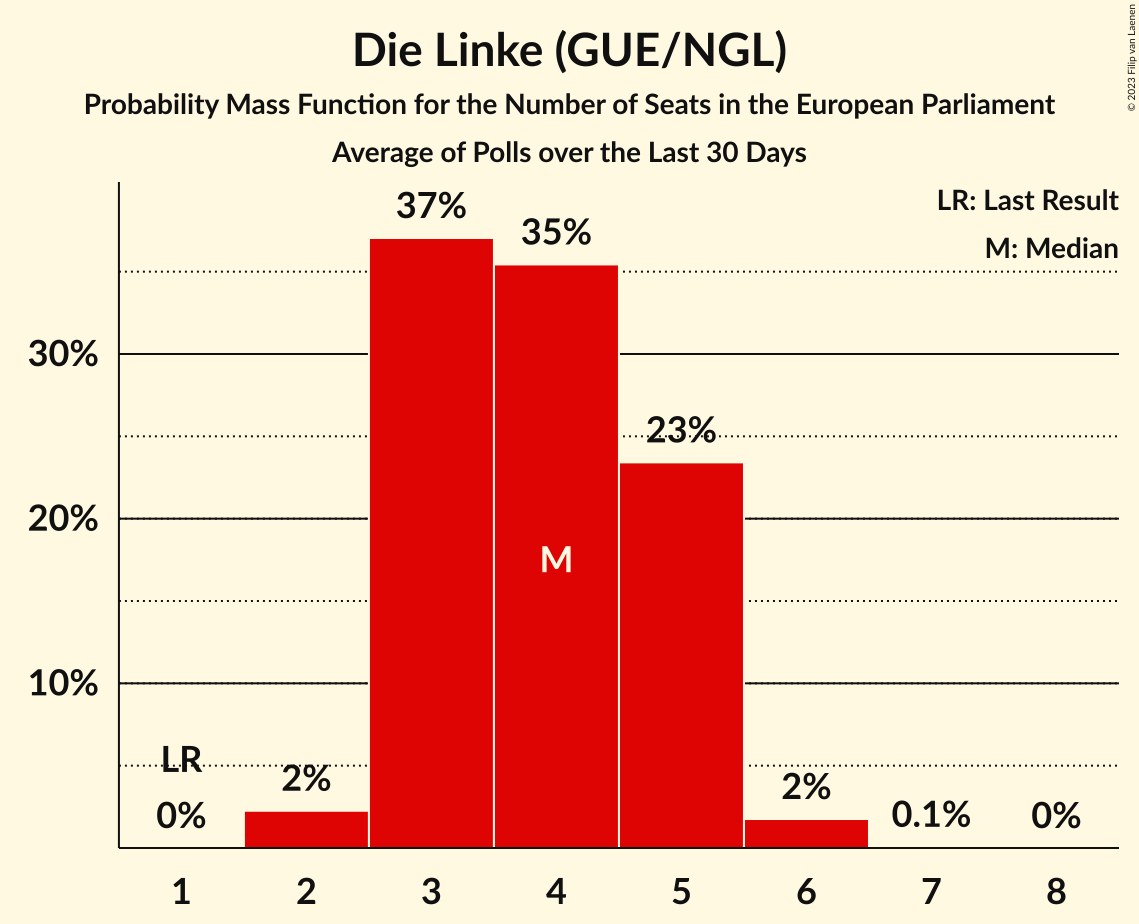 Die Linke (GUE/NGL)
Probability Mass Function for the Number of Seats in the European Parliament
Average of Polls over the Last 30 Days
© 2023 Filip van Laenen
LR: Last Result
M: Median
37%
35%
30%
23%
20%
M
10%
LR
0%
2%
2%
0.1%
0%
1 2 3 4 5 6 7 8